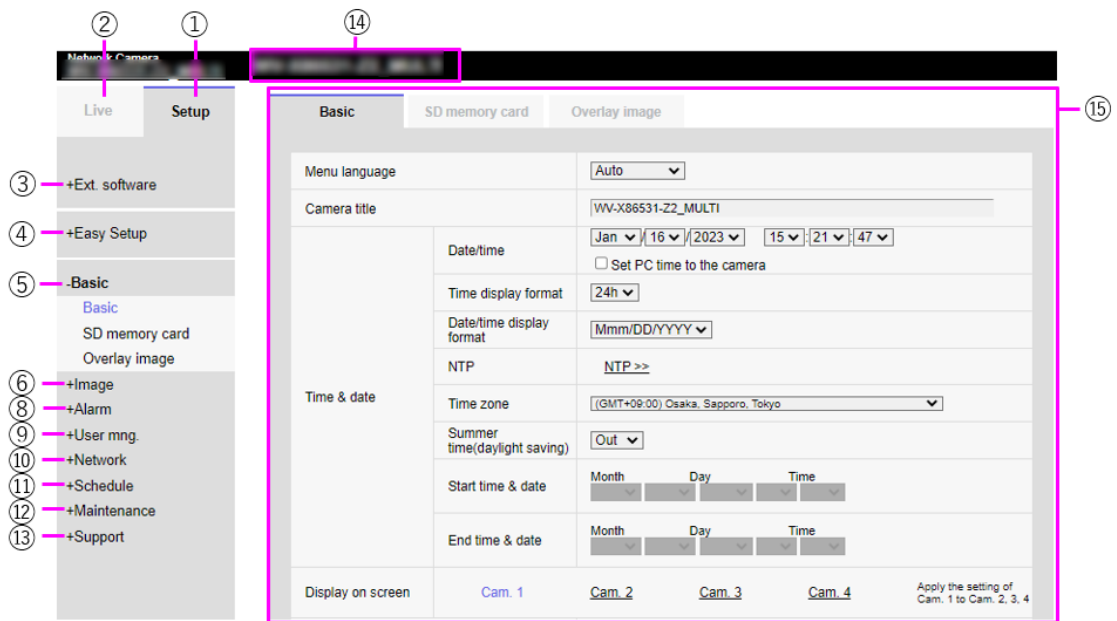 ② ① ⑭
Network Camera
Live Setup
Basic SD memory card Overlay image
⑮
③ +Ext. software
④ +Easy Setup
⑤ -Basic
Basic
SD memory card
Overlay image
⑥ +Image
⑧ +Alarm
⑨ +User mng.
⑩ +Network
⑪ +Schedule
⑫ +Maintenance
⑬ +Support
Menu language Auto
Camera title WV-X86531-Z2_MULTI
Time & date
Date/time Jan / 16 / 2023 15 : 21 : 47
Set PC time to the camera
Time display format 24h
Date/time display
format Mmm/DD/YYYY
NTP NTP >>
Time zone (GMT+09:00) Osaka, Sapporo, Tokyo
Summer
time(daylight saving) Out
Start time & date Month Day Time
End time & date Month Day Time
Display on screen Cam. 1 Cam. 2 Cam. 3 Cam. 4
Apply the setting of
Cam. 1 to Cam. 2, 3, 4